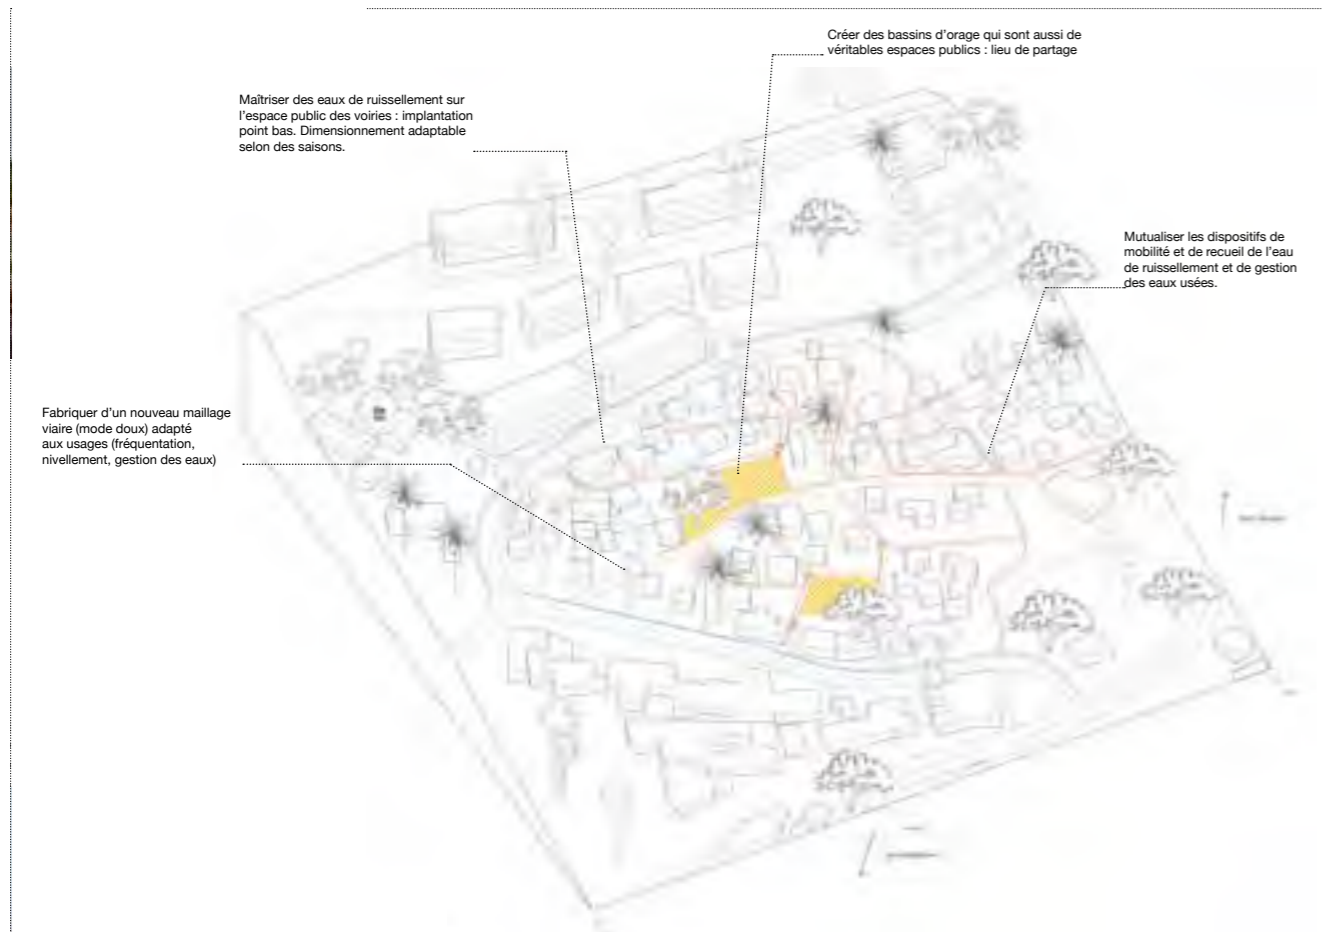 Créer des bassins d'orage qui sont aussi de
véritables espaces publics : lieu de partage
Maîtriser des eaux de ruissellement sur
l'espace public des voiries : implantation
point bas. Dimensionnement adaptable
selon des saisons.
Mutualiser les dispositifs de
mobilité et de recueil de l'eau
de ruissellement et de gestion
des eaux usées.
Fabriquer d'un nouveau maillage
viaire (mode doux) adapté
aux usages (fréquentation,
nivellement, gestion des eaux)